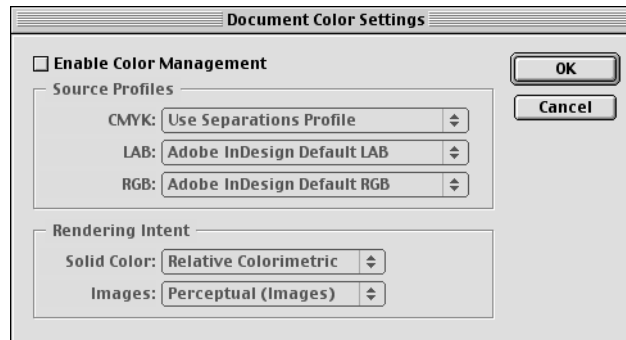 Document Color Settings
Enable Color Management
OK
Source Profiles
Cancel
CMYK: Use Separations Profile
LAB: Adobe InDesign Default LAB
RGB: Adobe InDesign Default RGB
Rendering Intent
Solid Color: Relative Colorimetric
Images: Perceptual (Images)